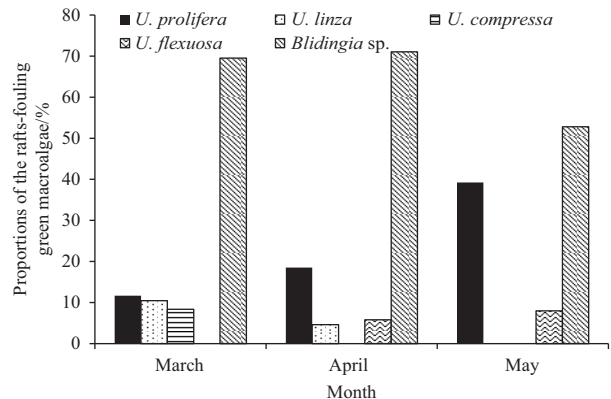 80
U. prolifera U. linza U. compressa
U. flexuosa Blidingia sp.
70
60
50
40
30
20
10
0
Proportions of the rafts-fouling
green macroalgae/%
March April May
Month